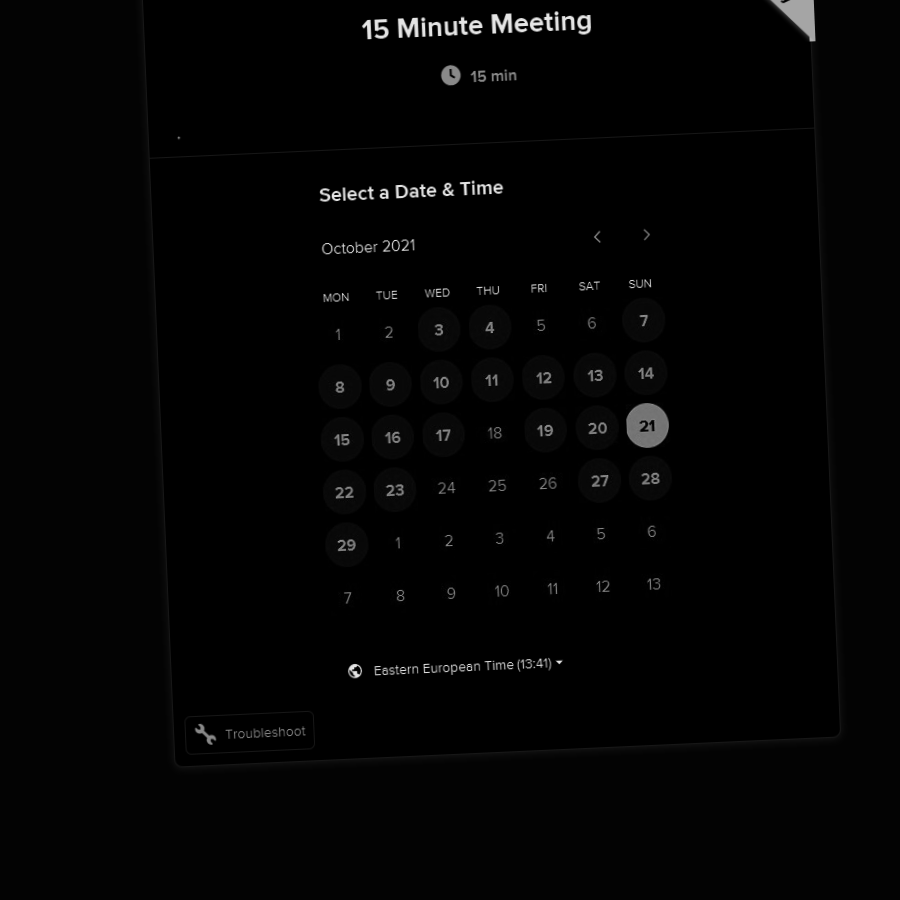 15 Minute Meeting
15 min
Select a Date & Time
October 2021
MON TUE WED THU FRI SAT SUN
1 2 3 4 5 6 7
8 9 10 11 12 13 14
15 16 17 18 19 20 21
22 23 24 25 26 27 28
29 1 2 3 4 5 6
7 8 9 10 11 12 13
Eastern European Time (13:41)
Troubleshoot